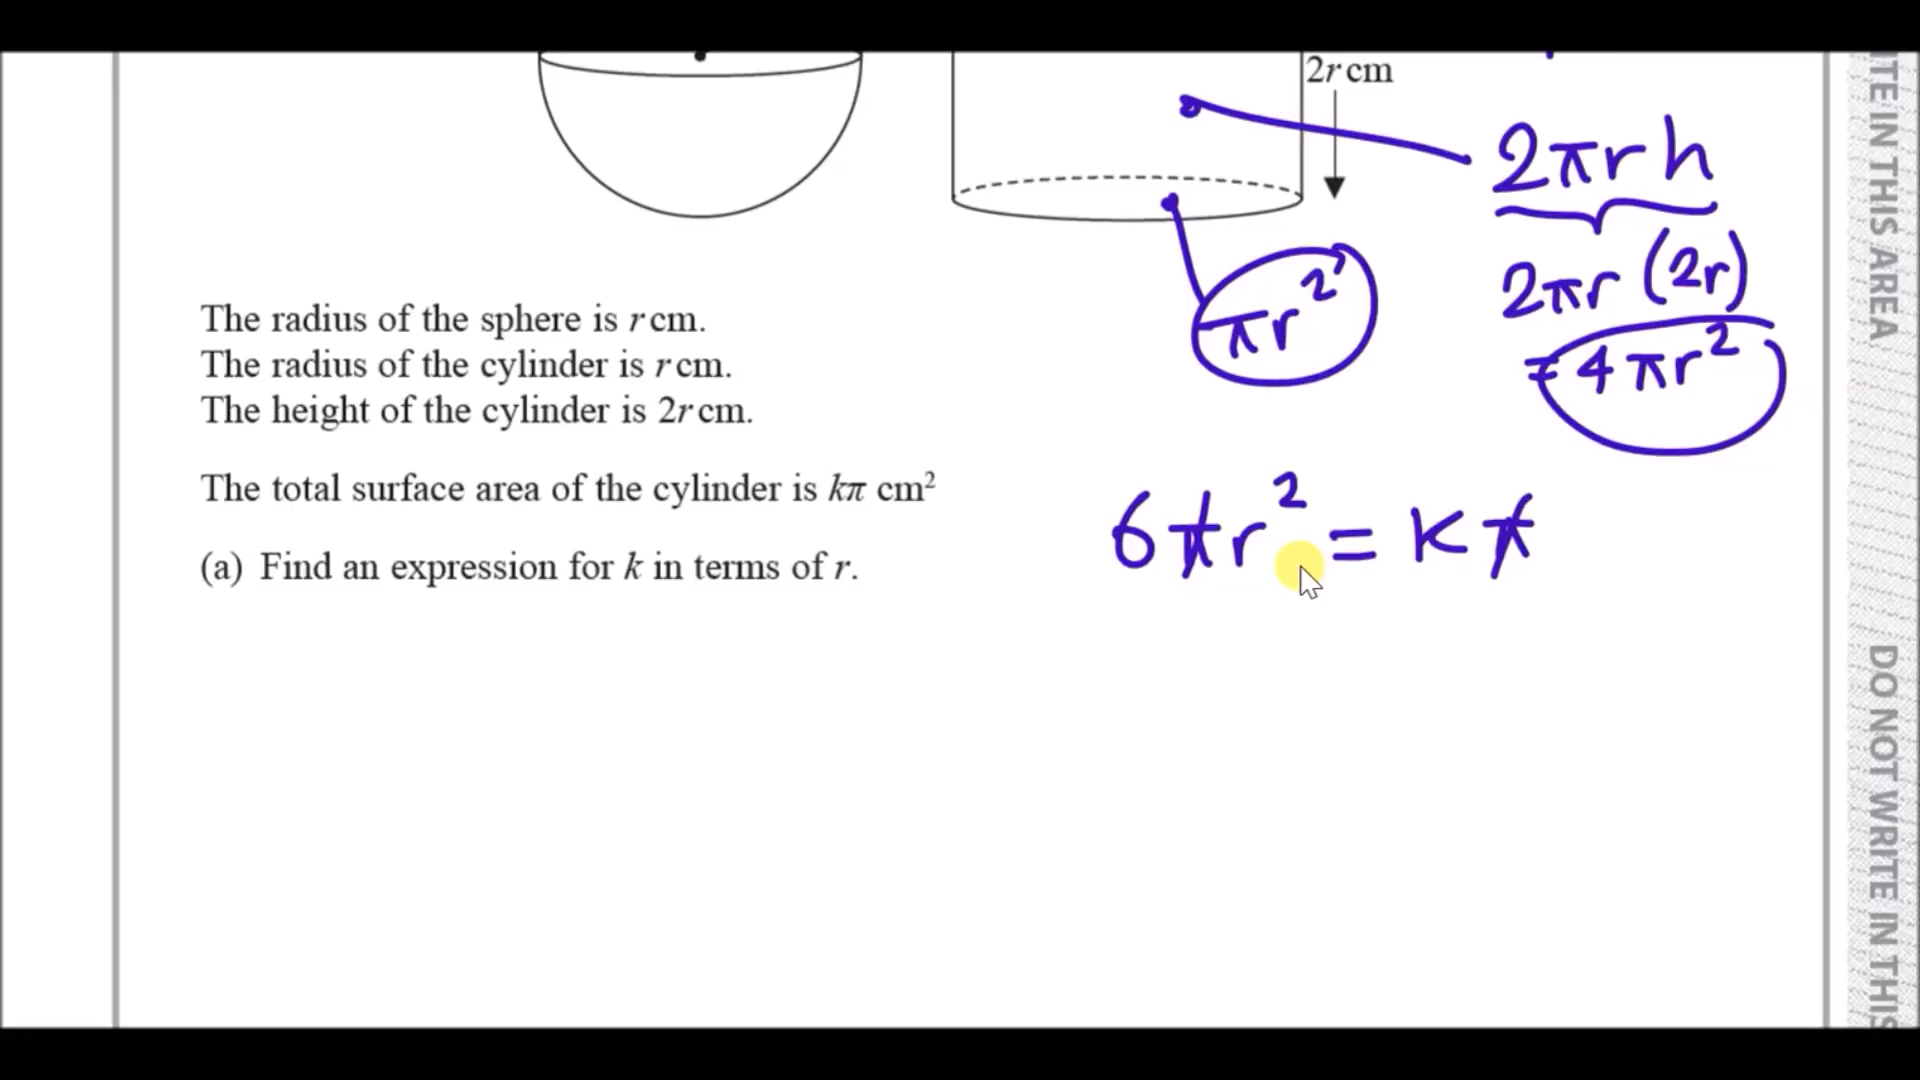 2r cm
2πrh
2πr (2r)
πr²
= 4πr²
The radius of the sphere is r cm.
The radius of the cylinder is r cm.
The height of the cylinder is 2r cm.
The total surface area of the cylinder is kπ cm²
6πr² = kπ
(a) Find an expression for k in terms of r.
TE IN THIS AREA
DO NOT WRITE IN THIS